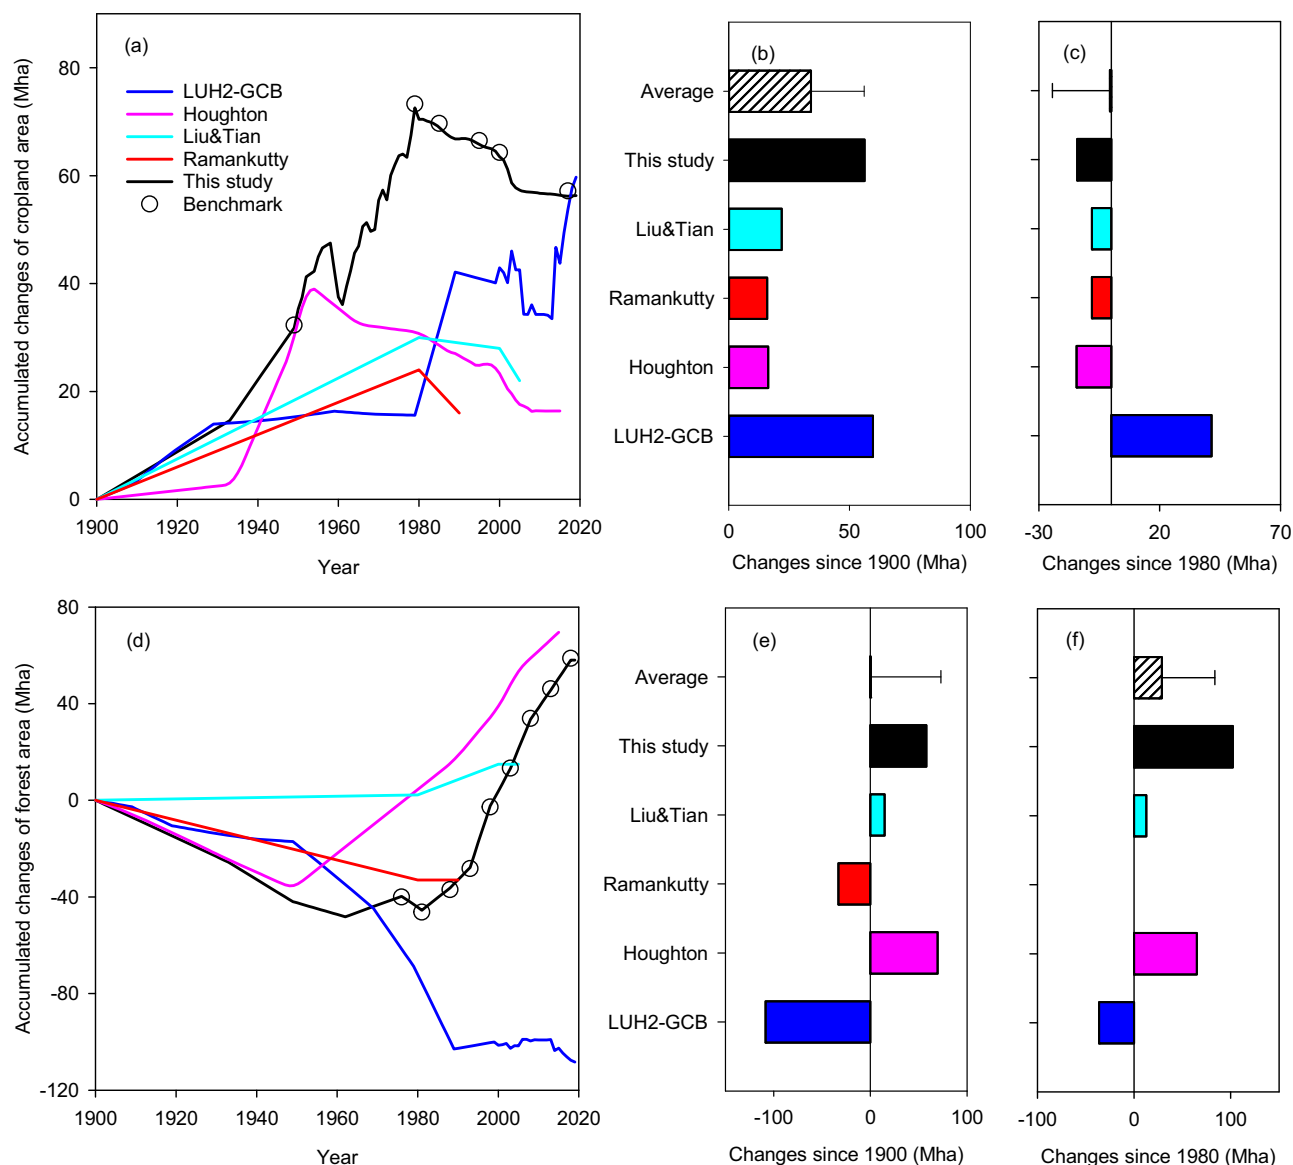 (a)
Accumulated changes of cropland area (Mha)
80
60
40
20
0
LUH2-GCB
Houghton
Liu&Tian
Ramankutty
This study
Benchmark
1900
1920
1940
1960
1980
2000
2020
Year
(b)
Average
This study
Liu&Tian
Ramankutty
Houghton
LUH2-GCB
0
50
100
Changes since 1900 (Mha)
(c)
-30
20
70
Changes since 1980 (Mha)
(d)
Accumulated changes of forest area (Mha)
80
40
0
-40
-80
-120
1900
1920
1940
1960
1980
2000
2020
Year
(e)
Average
This study
Liu&Tian
Ramankutty
Houghton
LUH2-GCB
-100
0
100
Changes since 1900 (Mha)
(f)
-100
0
100
Changes since 1980 (Mha)